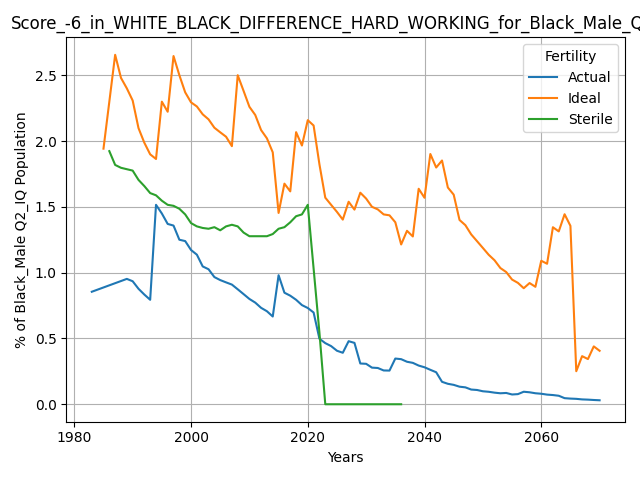 Score_-6_in_WHITE_BLACK_DIFFERENCE_HARD_WORKING_for_Black_Male_Q
Fertility
Actual
Ideal
Sterile
% of Black_Male Q2_IQ Population
2.5
2.0
1.5
1.0
0.5
0.0
1980 2000 2020 2040 2060
Years